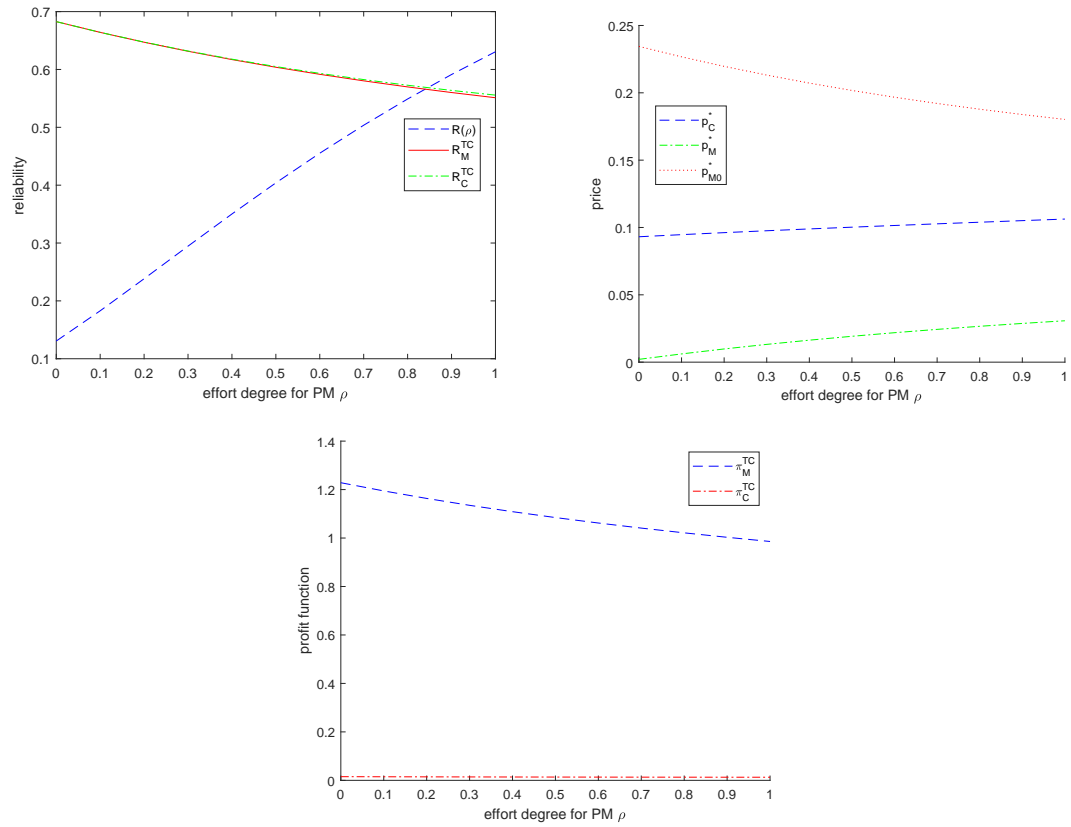 0.7
0.6
0.5
0.4
0.3
0.2
0.1
reliability
R(ρ)
R_M^TC
R_C^TC
0 0.1 0.2 0.3 0.4 0.5 0.6 0.7 0.8 0.9 1
effort degree for PM ρ
0.25
0.2
0.15
0.1
0.05
0
price
p_C^*
p_M^*
p_M0^*
0 0.1 0.2 0.3 0.4 0.5 0.6 0.7 0.8 0.9 1
effort degree for PM ρ
1.4
1.2
1
0.8
0.6
0.4
0.2
0
profit function
π_M^TC
π_C^TC
0 0.1 0.2 0.3 0.4 0.5 0.6 0.7 0.8 0.9 1
effort degree for PM ρ